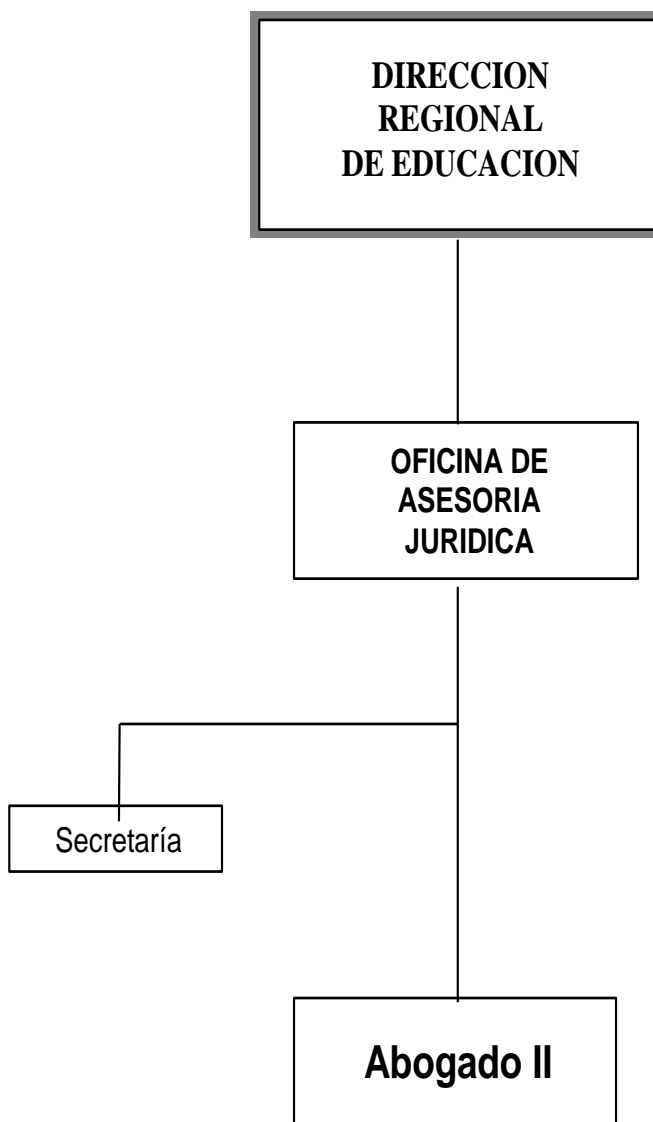 DIRECCION
REGIONAL
DE EDUCACION
OFICINA DE
ASESORIA
JURIDICA
Secretaría
Abogado II